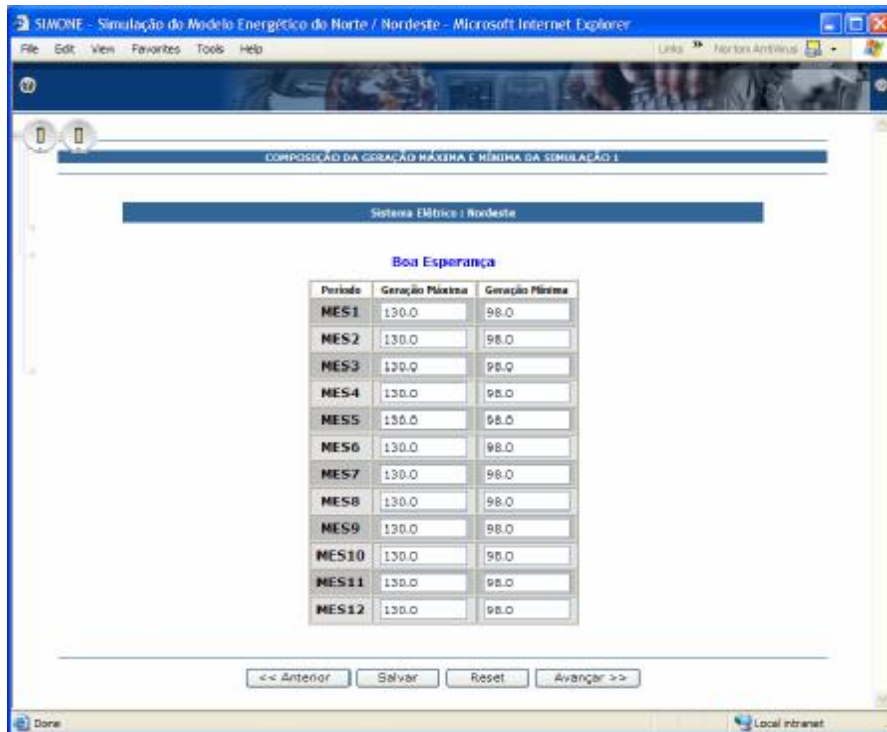 SIMONE - Simulação do Modelo Energético do Norte / Nordeste - Microsoft Internet Explorer
File Edit View Favorites Tools Help Links » Norton AntiVirus
COMPOSIÇÃO DA GERAÇÃO MÁXIMA E MÍNIMA DA SIMULAÇÃO 1
Sistema Elétrico : Nordeste
Boa Esperança
Período Geração Máxima Geração Mínima
MES1 130.0 98.0
MES2 130.0 98.0
MES3 130.0 98.0
MES4 130.0 98.0
MES5 130.0 98.0
MES6 130.0 98.0
MES7 130.0 98.0
MES8 130.0 98.0
MES9 130.0 98.0
MES10 130.0 98.0
MES11 130.0 98.0
MES12 130.0 98.0
<< Anterior Salvar Reset Avançar >>
Done Local intranet